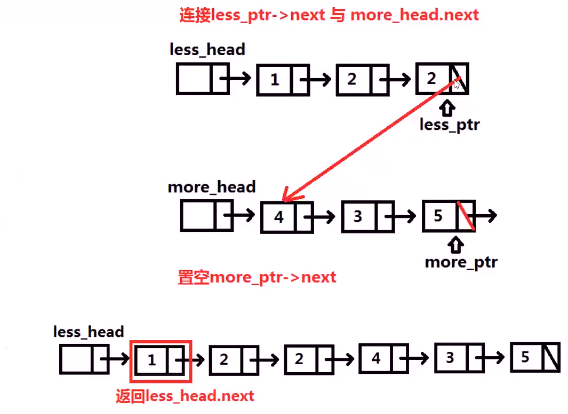 连接less_ptr->next 与 more_head.next
less_head
1 2 2
less_ptr
more_head
4 3 5
more_ptr
置空more_ptr->next
less_head
1 2 2 4 3 5
返回less_head.next